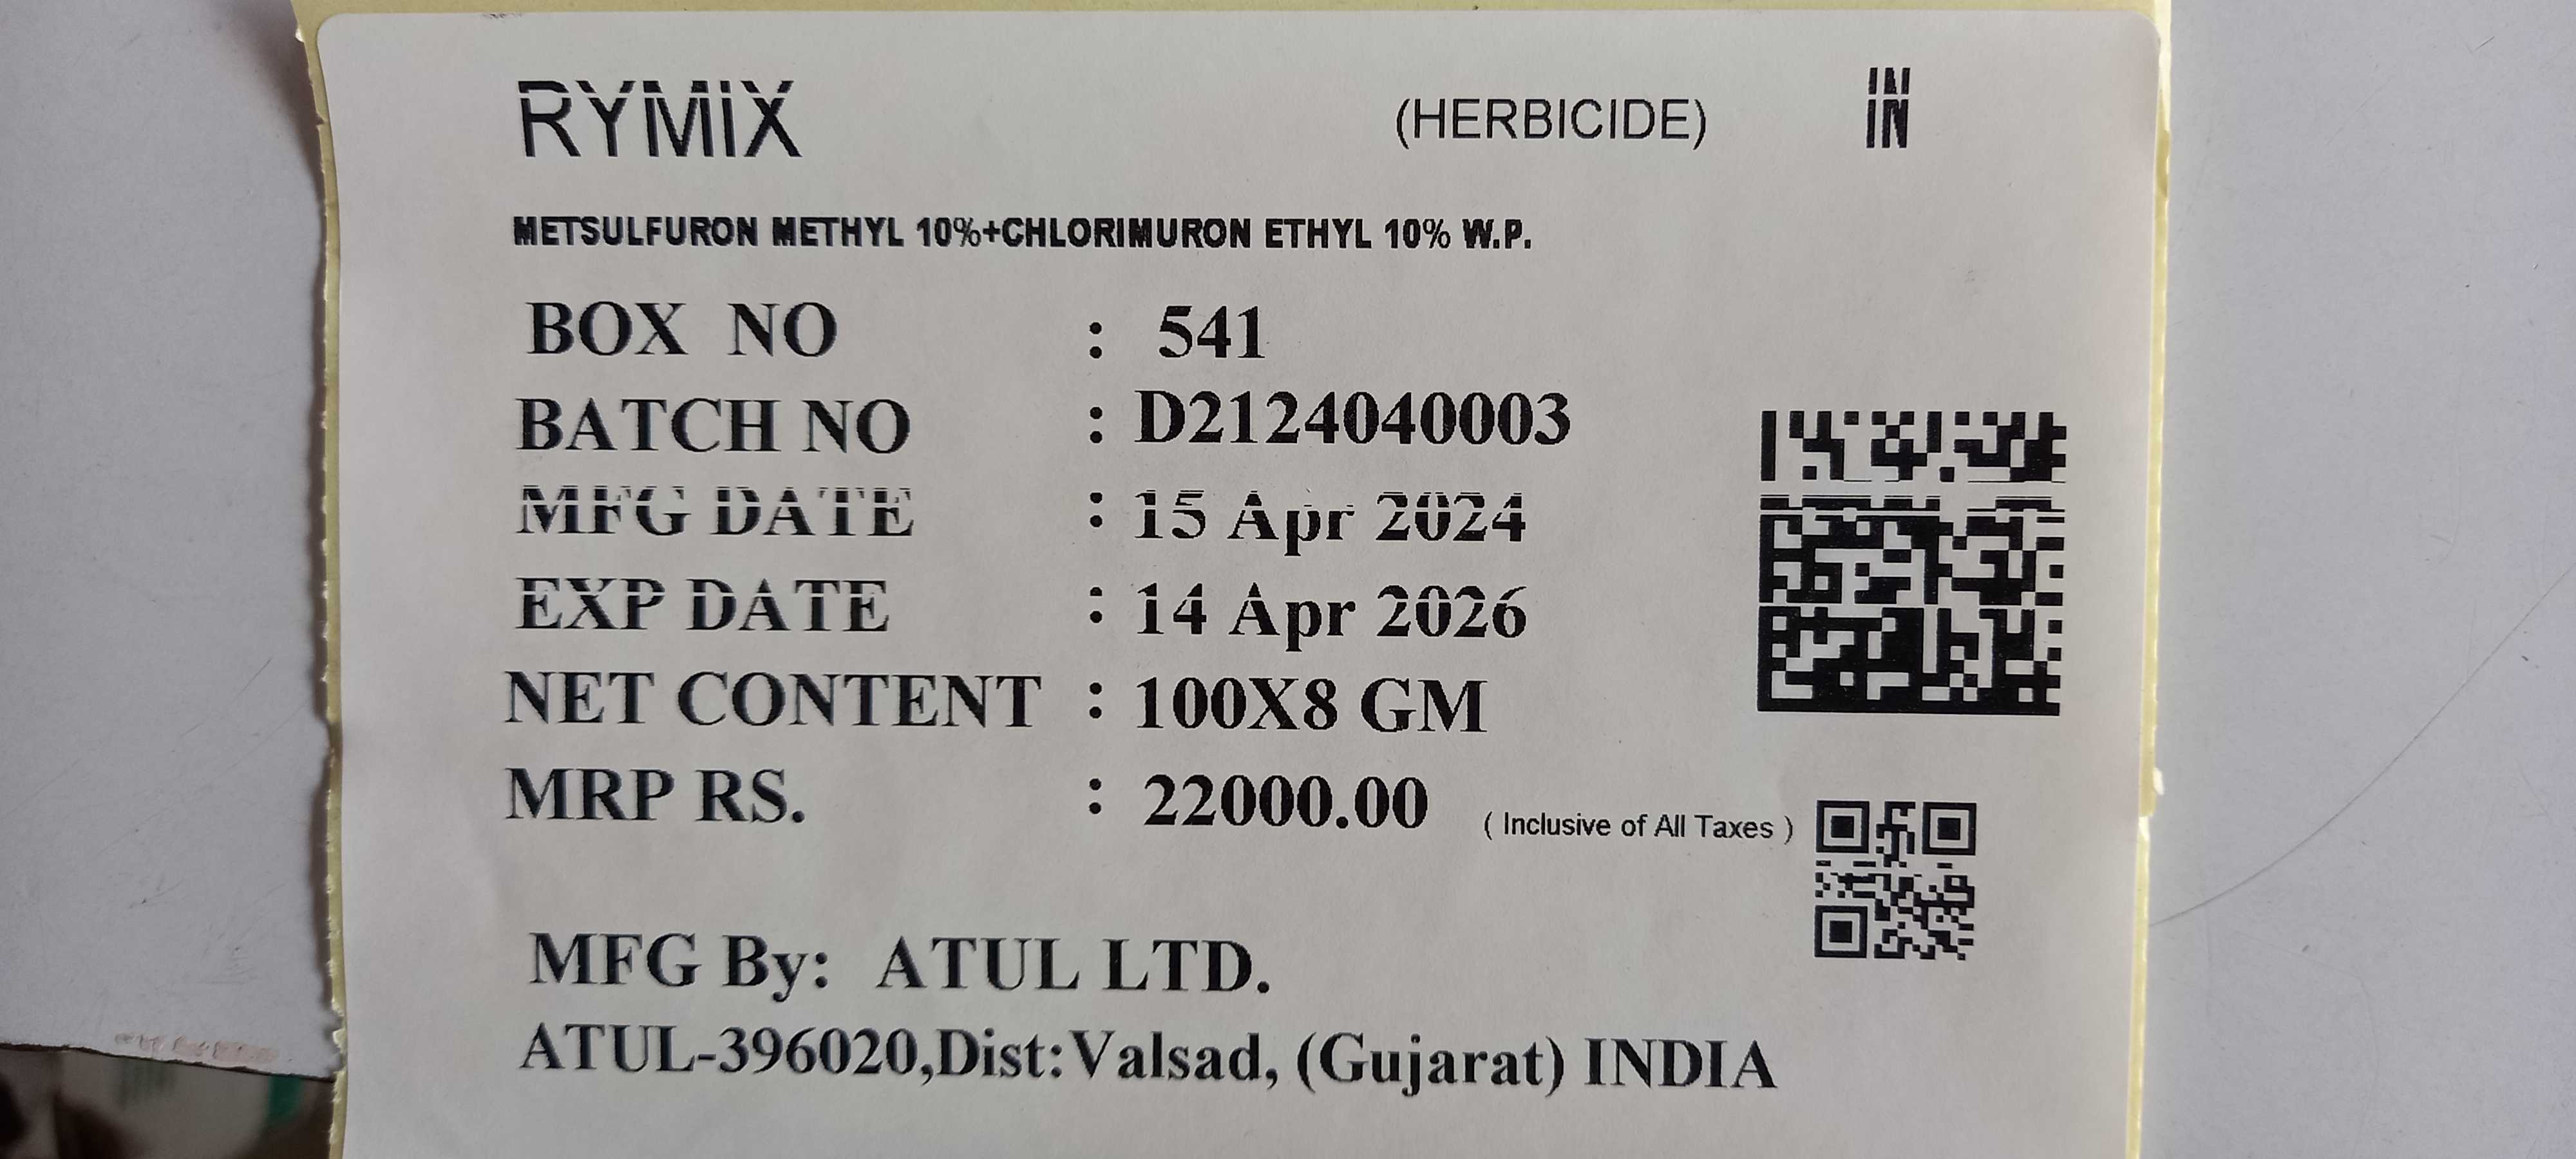 RYMIX (HERBICIDE) IN
METSULFURON METHYL 10%+CHLORIMURON ETHYL 10% W.P.
BOX NO : 541
BATCH NO : D2124040003
MFG DATE : 15 Apr 2024
EXP DATE : 14 Apr 2026
NET CONTENT : 100X8 GM
MRP RS. : 22000.00 ( Inclusive of All Taxes )
MFG By: ATUL LTD.
ATUL-396020,Dist:Valsad, (Gujarat) INDIA